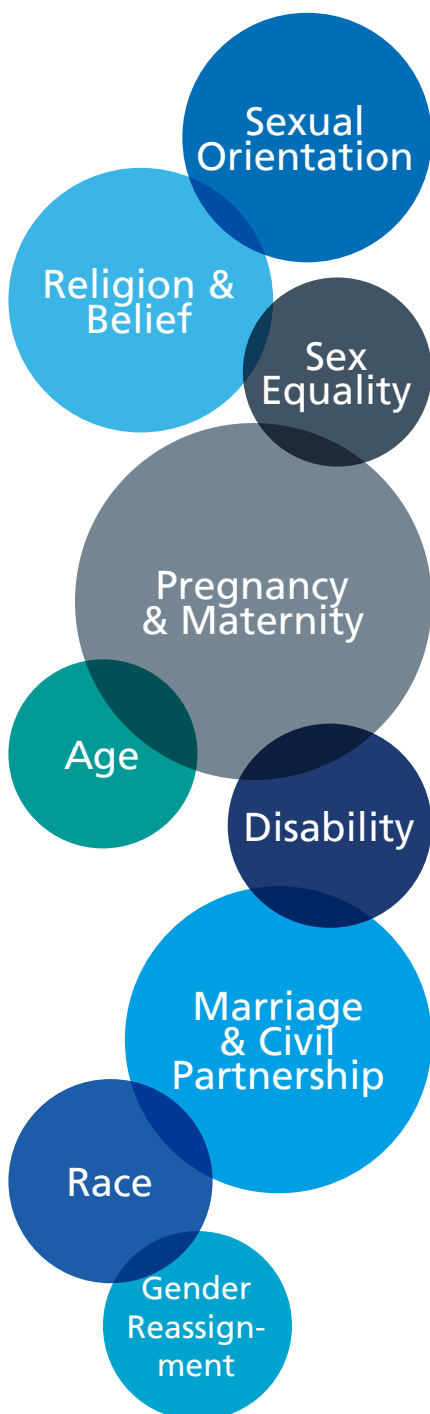 Sexual
Orientation
Religion &
Belief
Sex
Equality
Pregnancy
& Maternity
Age
Disability
Marriage
& Civil
Partnership
Race
Gender
Reassign-
ment